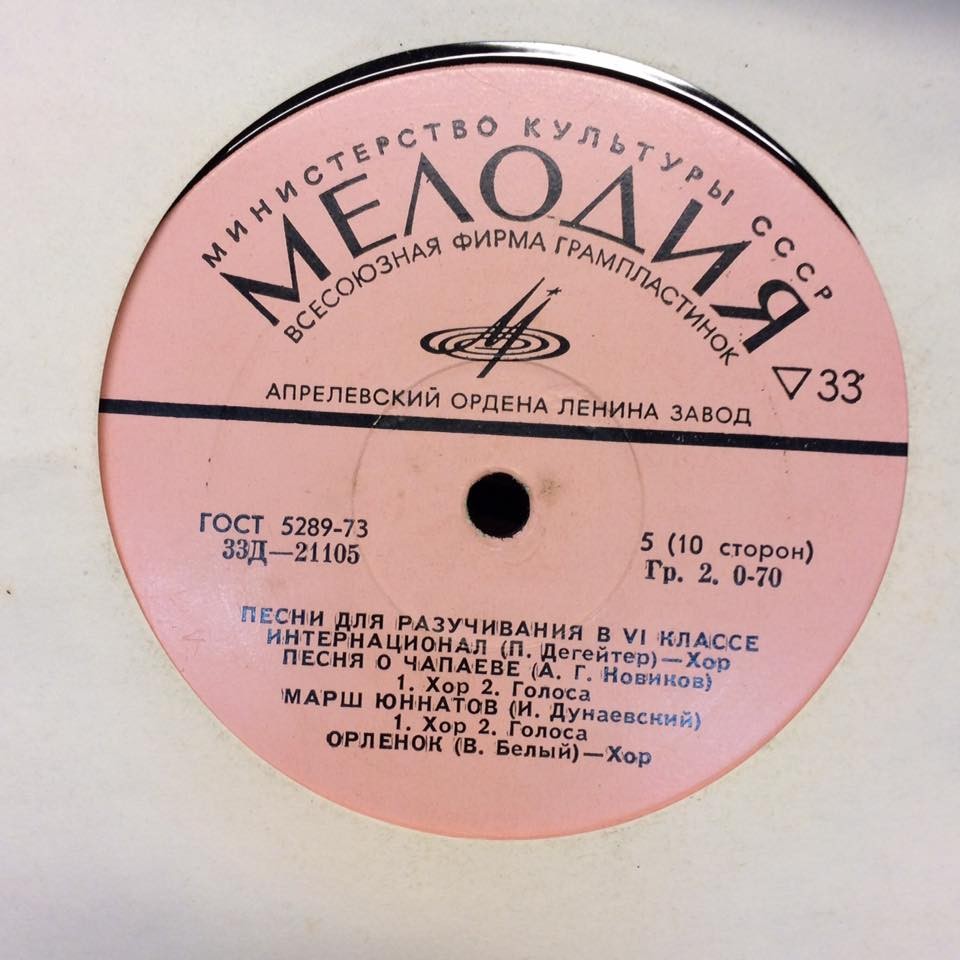 МИНИСТЕРСТВО КУЛЬТУРЫ СССР
МЕЛОДИЯ
ВСЕСОЮЗНАЯ ФИРМА ГРАМПЛАСТИНОК
▽33
АПРЕЛЕВСКИЙ ОРДЕНА ЛЕНИНА ЗАВОД
ГОСТ 5289-73
33Д—21105
5 (10 сторон)
Гр. 2. 0-70
ПЕСНИ ДЛЯ РАЗУЧИВАНИЯ В VI КЛАССЕ
ИНТЕРНАЦИОНАЛ (П. Дегейтер)—Хор
ПЕСНЯ О ЧАПАЕВЕ (А. Г. Новиков)
1. Хор 2. Голоса
МАРШ ЮННАТОВ (И. Дунаевский)
1. Хор 2. Голоса
ОРЛЕНОК (В. Белый)—Хор